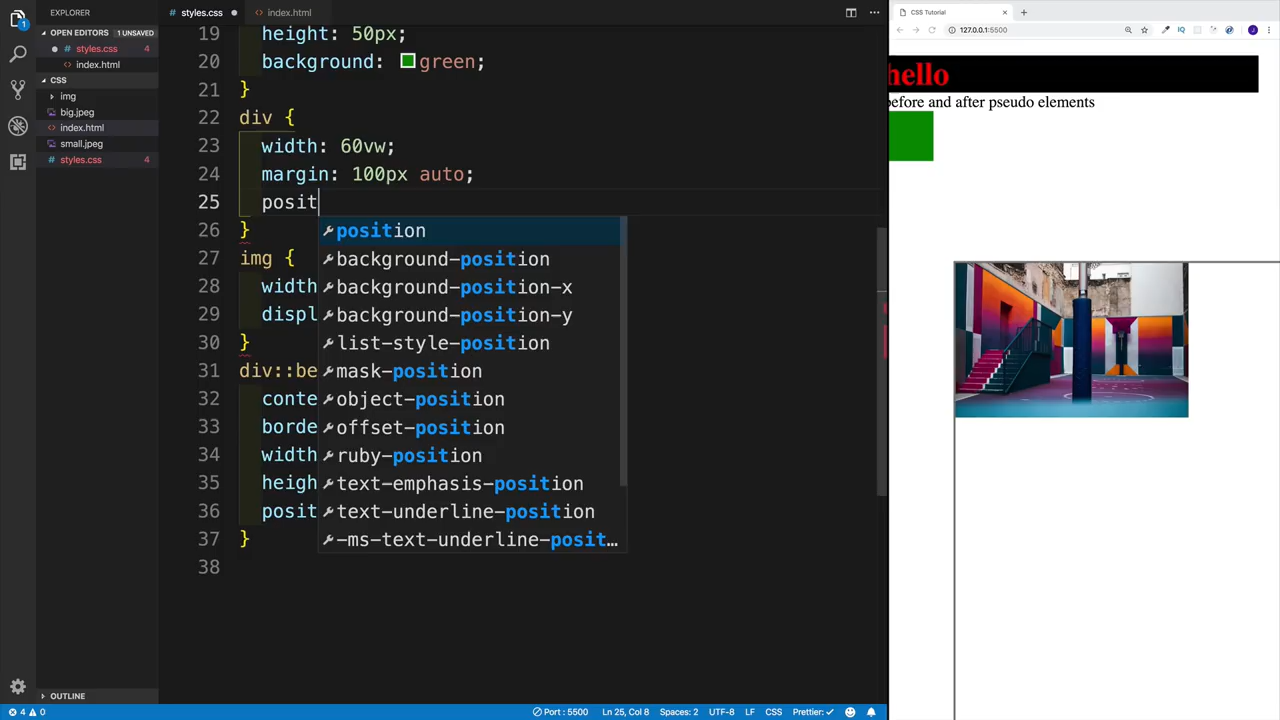 EXPLORER
OPEN EDITORS 1 UNSAVED
styles.css 4
index.html
CSS
img
big.jpeg
index.html
small.jpeg
styles.css 4
OUTLINE
1
styles.css
index.html
19 height: 50px;
20 background: green;
21 }
22 div {
23 width: 60vw;
24 margin: 100px auto;
25 posit
26 }
27 img {
28 width
29 displ
30 }
31 div::be
32 conte
33 borde
34 width
35 heigh
36 posit
37 }
38
position
background-position
background-position-x
background-position-y
list-style-position
mask-position
object-position
offset-position
ruby-position
text-emphasis-position
text-underline-position
-ms-text-underline-posit…
4 0
Port : 5500
Ln 25, Col 8
Spaces: 2
UTF-8
LF
CSS
Prettier: ✓
CSS Tutorial
127.0.0.1:5500
IQ
J
hello
before and after pseudo elements